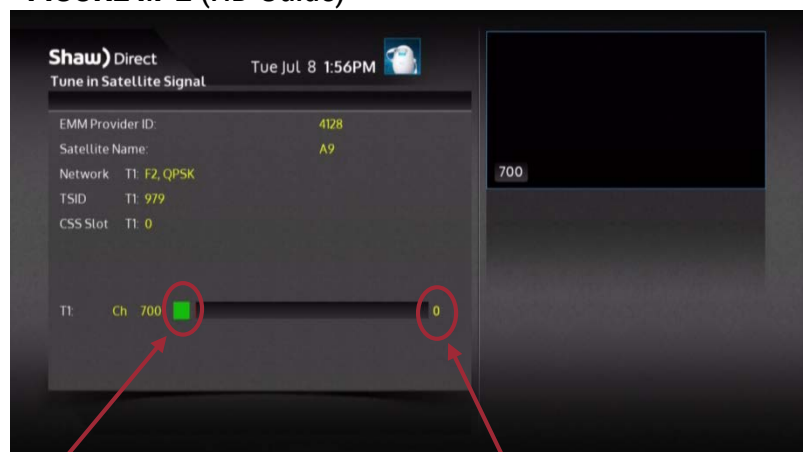 Shaw) Direct
Tune in Satellite Signal
Tue Jul 8 1:56PM
EMM Provider ID: 4128
Satellite Name: A9
Network T1: F2, QPSK
TSID T1: 979
CSS Slot T1: 0
700
T1: Ch 700 0